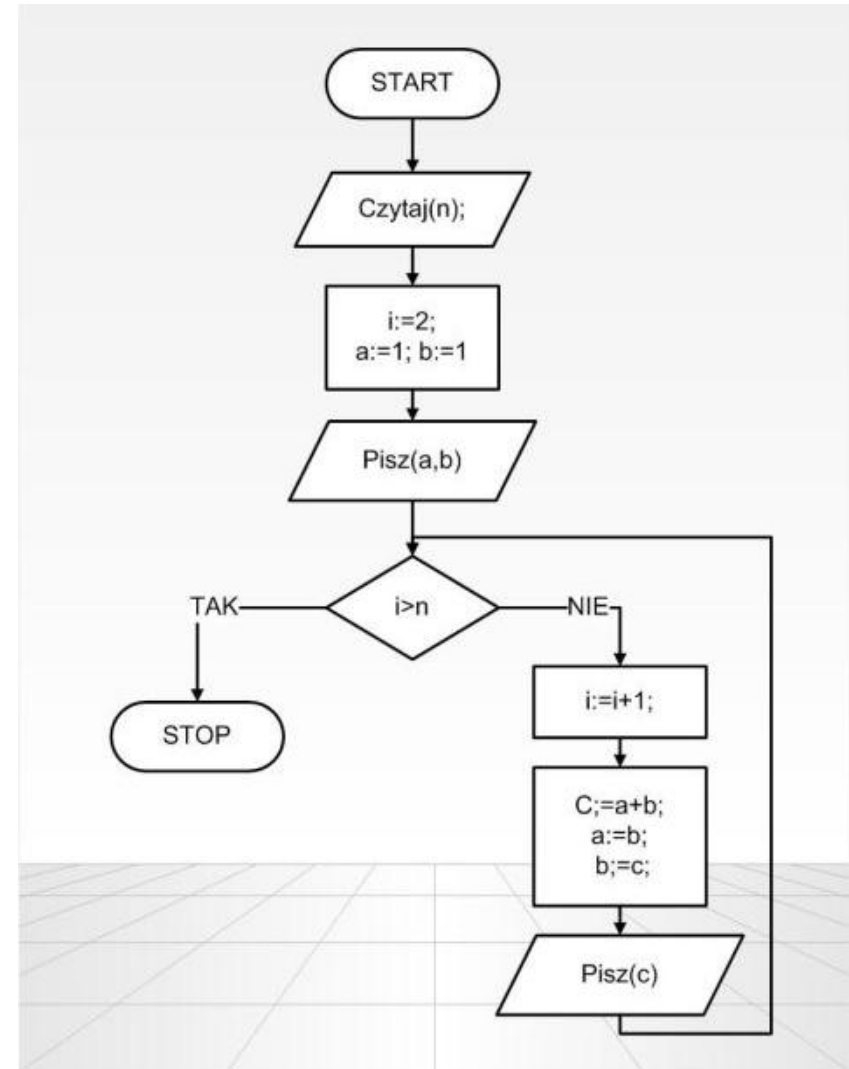 START
Czytaj(n);
i:=2;
a:=1; b:=1
Pisz(a,b)
i>n
TAK
NIE
i:=i+1;
STOP
C;=a+b;
a:=b;
b;=c;
Pisz(c)